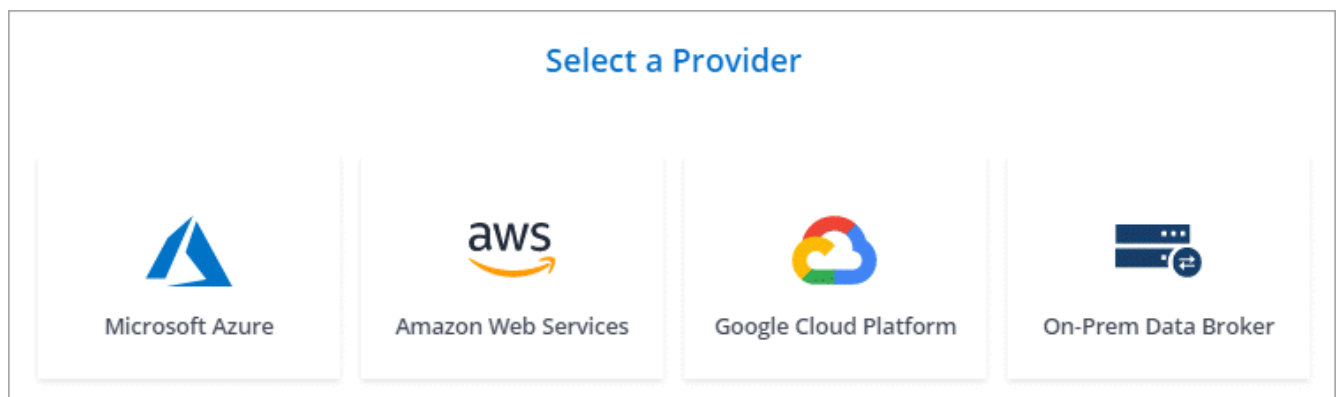 Select a Provider
aws
Microsoft Azure
Amazon Web Services
Google Cloud Platform
On-Prem Data Broker